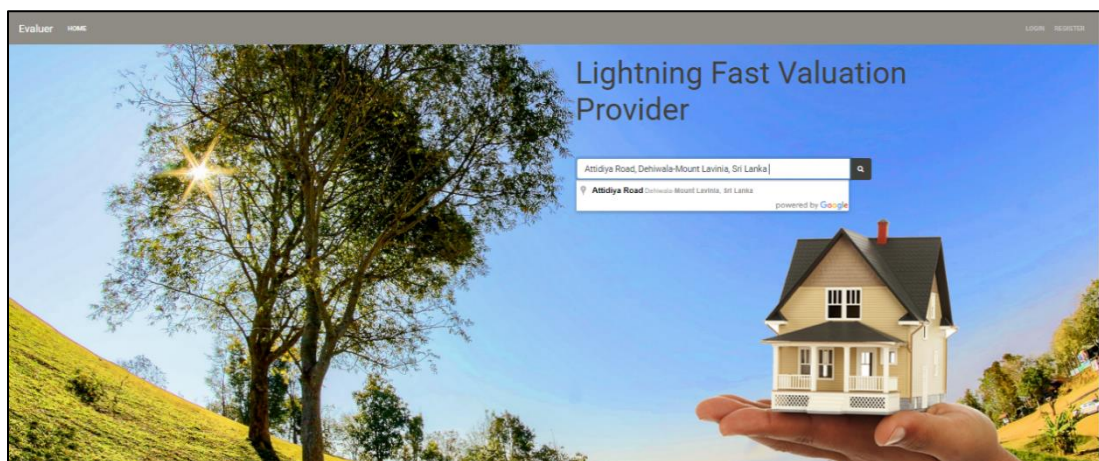 Evaluer HOME LOGIN REGISTER
Lightning Fast Valuation
Provider
Attidiya Road, Dehiwala-Mount Lavinia, Sri Lanka
Attidiya Road Dehiwala-Mount Lavinia, Sri Lanka
powered by Google